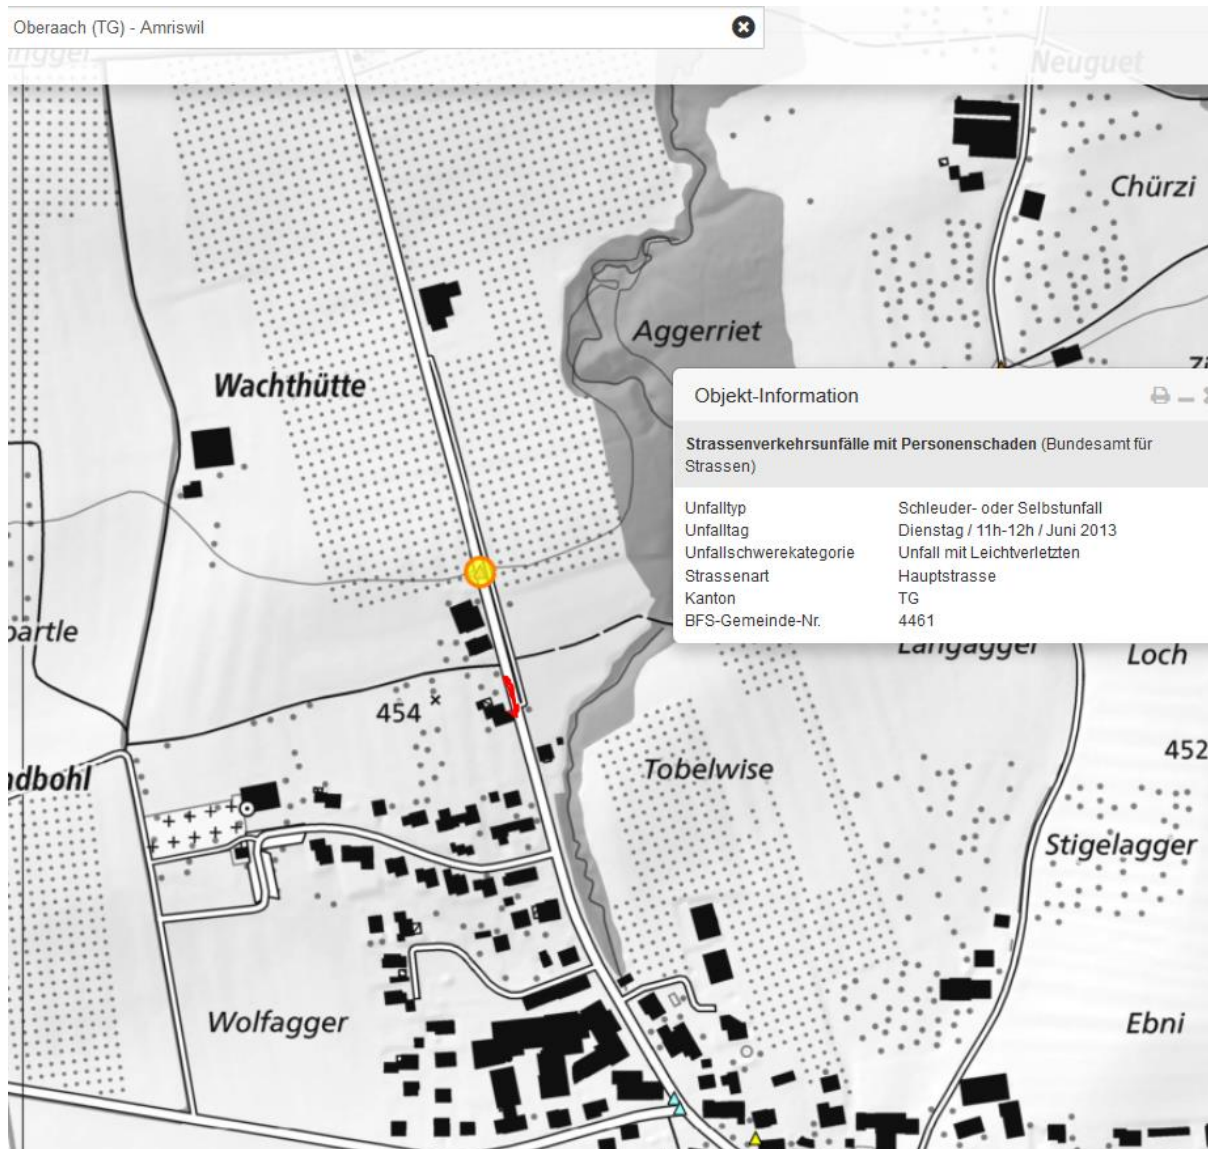 Oberaach (TG) - Amriswil
Neuguet
Chürzi
Aggerriet
Wachthütte
Objekt-Information
Strassenverkehrsunfälle mit Personenschaden (Bundesamt für
Strassen)
Unfalltyp Schleuder- oder Selbstunfall
Unfalltag Dienstag / 11h-12h / Juni 2013
Unfallschwerekategorie Unfall mit Leichtverletzten
Strassenart Hauptstrasse
Kanton TG
BFS-Gemeinde-Nr. 4461
Langagger
Loch
454
452
Tobelwise
Stigelagger
Wolfagger
Ebni